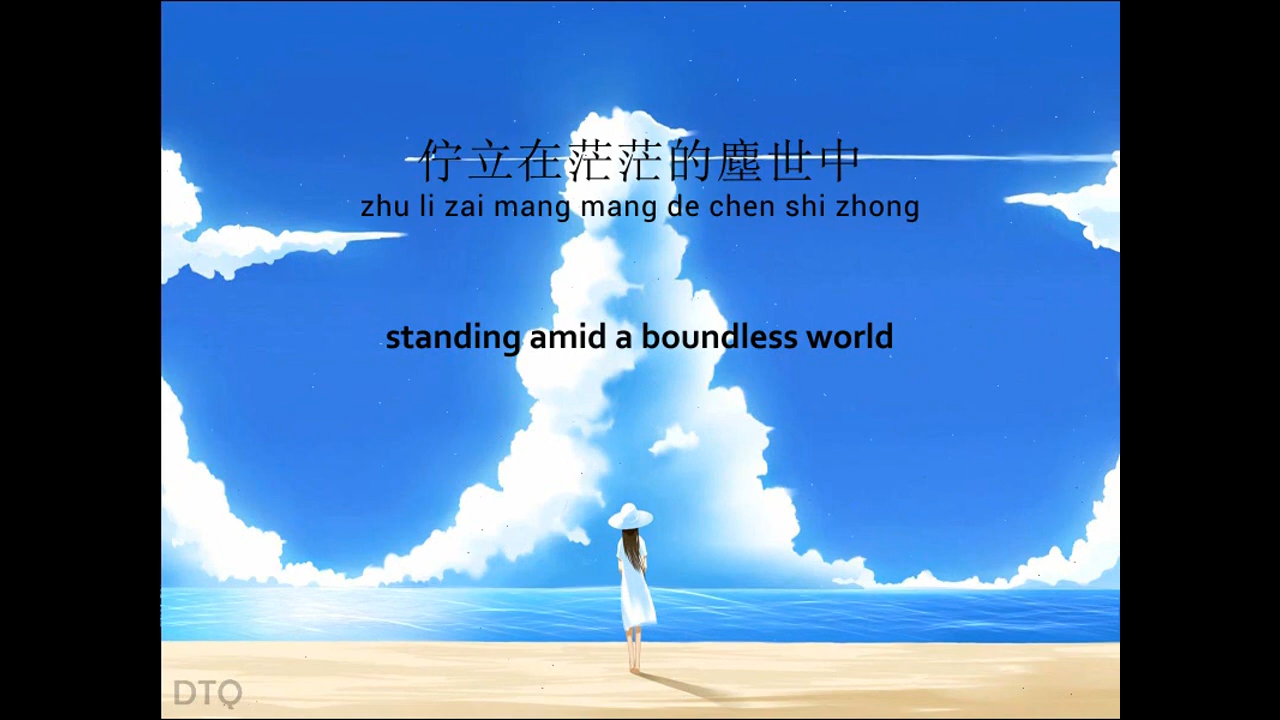 佇立在茫茫的塵世中
zhu li zai mang mang de chen shi zhong
standing amid a boundless world
DTQ